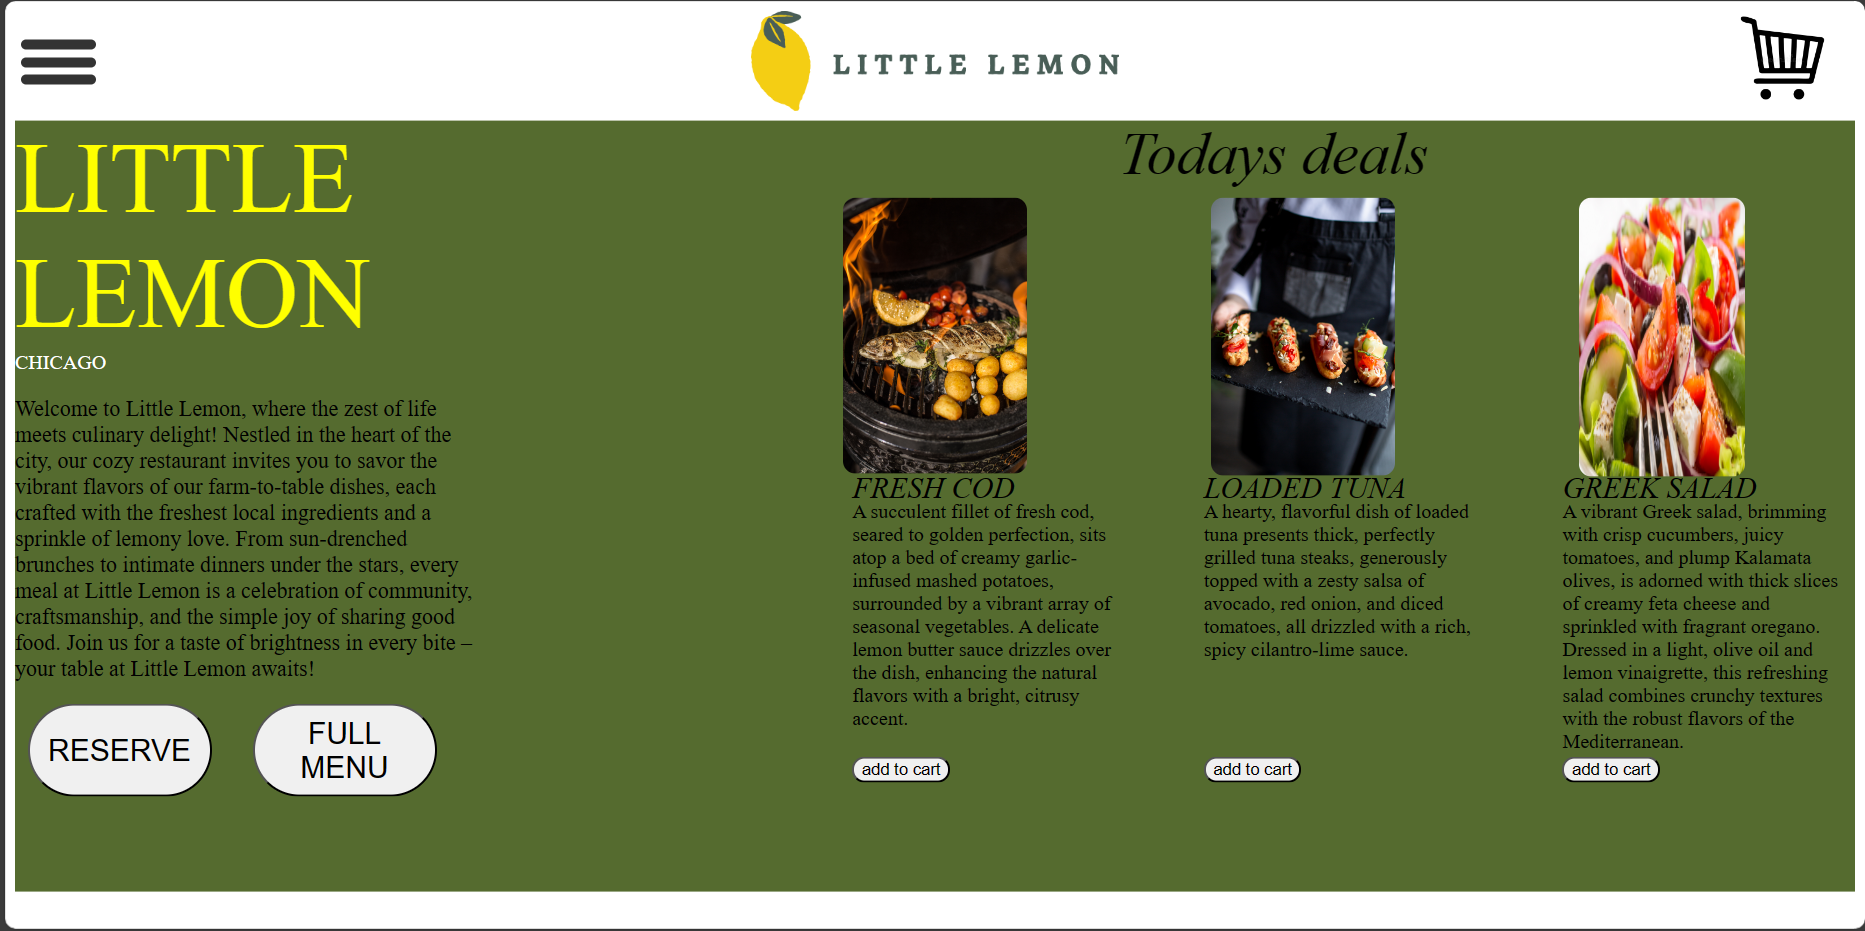 LITTLE LEMON
LITTLE
LEMON
CHICAGO
Welcome to Little Lemon, where the zest of life
meets culinary delight! Nestled in the heart of the
city, our cozy restaurant invites you to savor the
vibrant flavors of our farm-to-table dishes, each
crafted with the freshest local ingredients and a
sprinkle of lemony love. From sun-drenched
brunches to intimate dinners under the stars, every
meal at Little Lemon is a celebration of community,
craftsmanship, and the simple joy of sharing good
food. Join us for a taste of brightness in every bite –
your table at Little Lemon awaits!
RESERVE
FULL
MENU
Todays deals
FRESH COD
A succulent fillet of fresh cod,
seared to golden perfection, sits
atop a bed of creamy garlic-
infused mashed potatoes,
surrounded by a vibrant array of
seasonal vegetables. A delicate
lemon butter sauce drizzles over
the dish, enhancing the natural
flavors with a bright, citrusy
accent.
add to cart
LOADED TUNA
A hearty, flavorful dish of loaded
tuna presents thick, perfectly
grilled tuna steaks, generously
topped with a zesty salsa of
avocado, red onion, and diced
tomatoes, all drizzled with a rich,
spicy cilantro-lime sauce.
add to cart
GREEK SALAD
A vibrant Greek salad, brimming
with crisp cucumbers, juicy
tomatoes, and plump Kalamata
olives, is adorned with thick slices
of creamy feta cheese and
sprinkled with fragrant oregano.
Dressed in a light, olive oil and
lemon vinaigrette, this refreshing
salad combines crunchy textures
with the robust flavors of the
Mediterranean.
add to cart